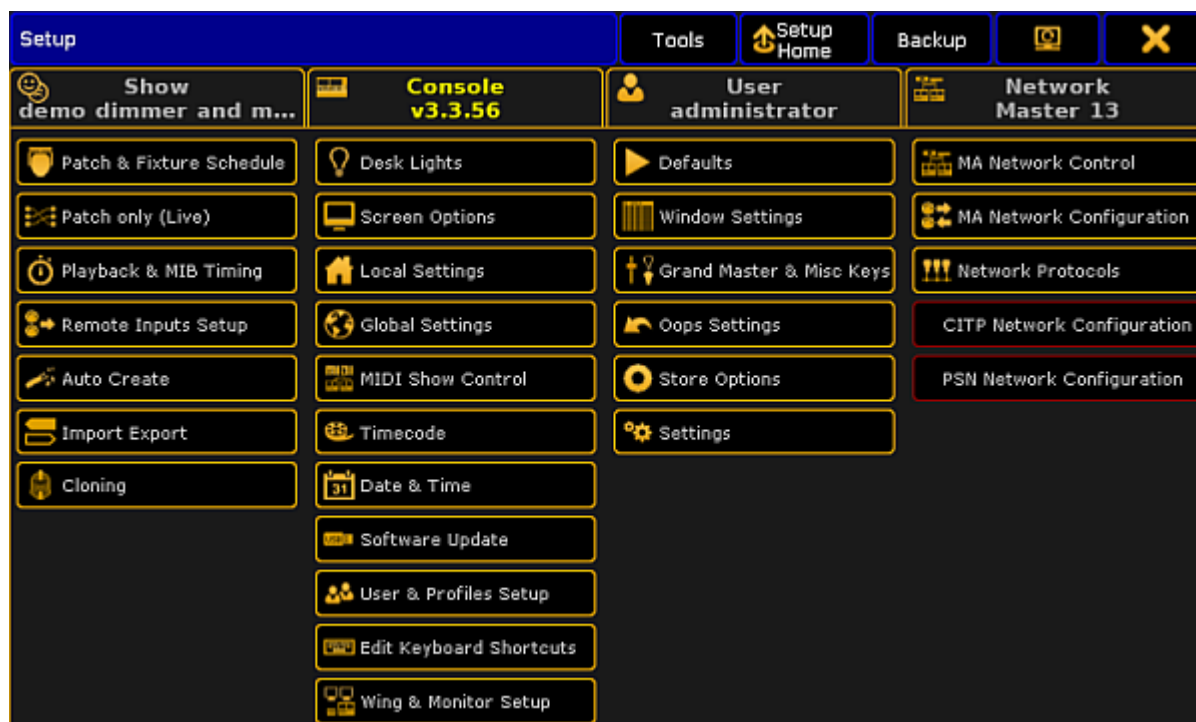 Setup
Tools
Setup
Home
Backup
Show
demo dimmer and m...
Console
v3.3.56
User
administrator
Network
Master 13
Patch & Fixture Schedule
Patch only (Live)
Playback & MIB Timing
Remote Inputs Setup
Auto Create
Import Export
Cloning
Desk Lights
Screen Options
Local Settings
Global Settings
MIDI Show Control
Timecode
31
Date & Time
Software Update
User & Profiles Setup
Edit Keyboard Shortcuts
Wing & Monitor Setup
Defaults
Window Settings
Grand Master & Misc Keys
Oops Settings
Store Options
Settings
MA Network Control
MA Network Configuration
Network Protocols
CITP Network Configuration
PSN Network Configuration